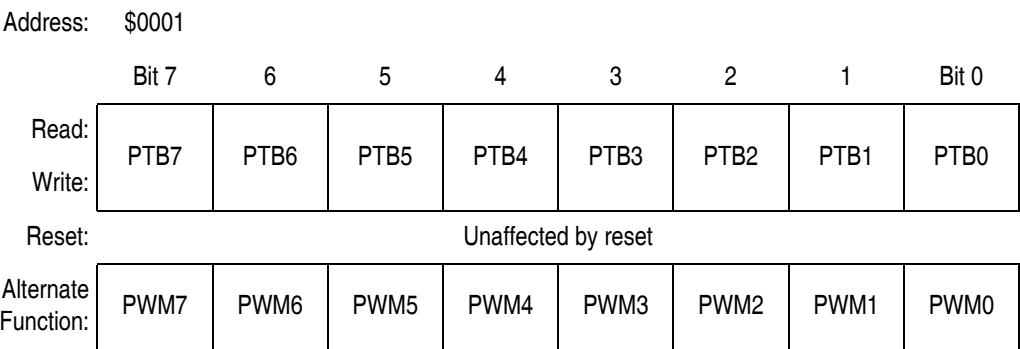 Address: $0001
Bit 7 6 5 4 3 2 1 Bit 0
Read:
PTB7 PTB6 PTB5 PTB4 PTB3 PTB2 PTB1 PTB0
Write:
Reset: Unaffected by reset
Alternate
Function:
PWM7 PWM6 PWM5 PWM4 PWM3 PWM2 PWM1 PWM0